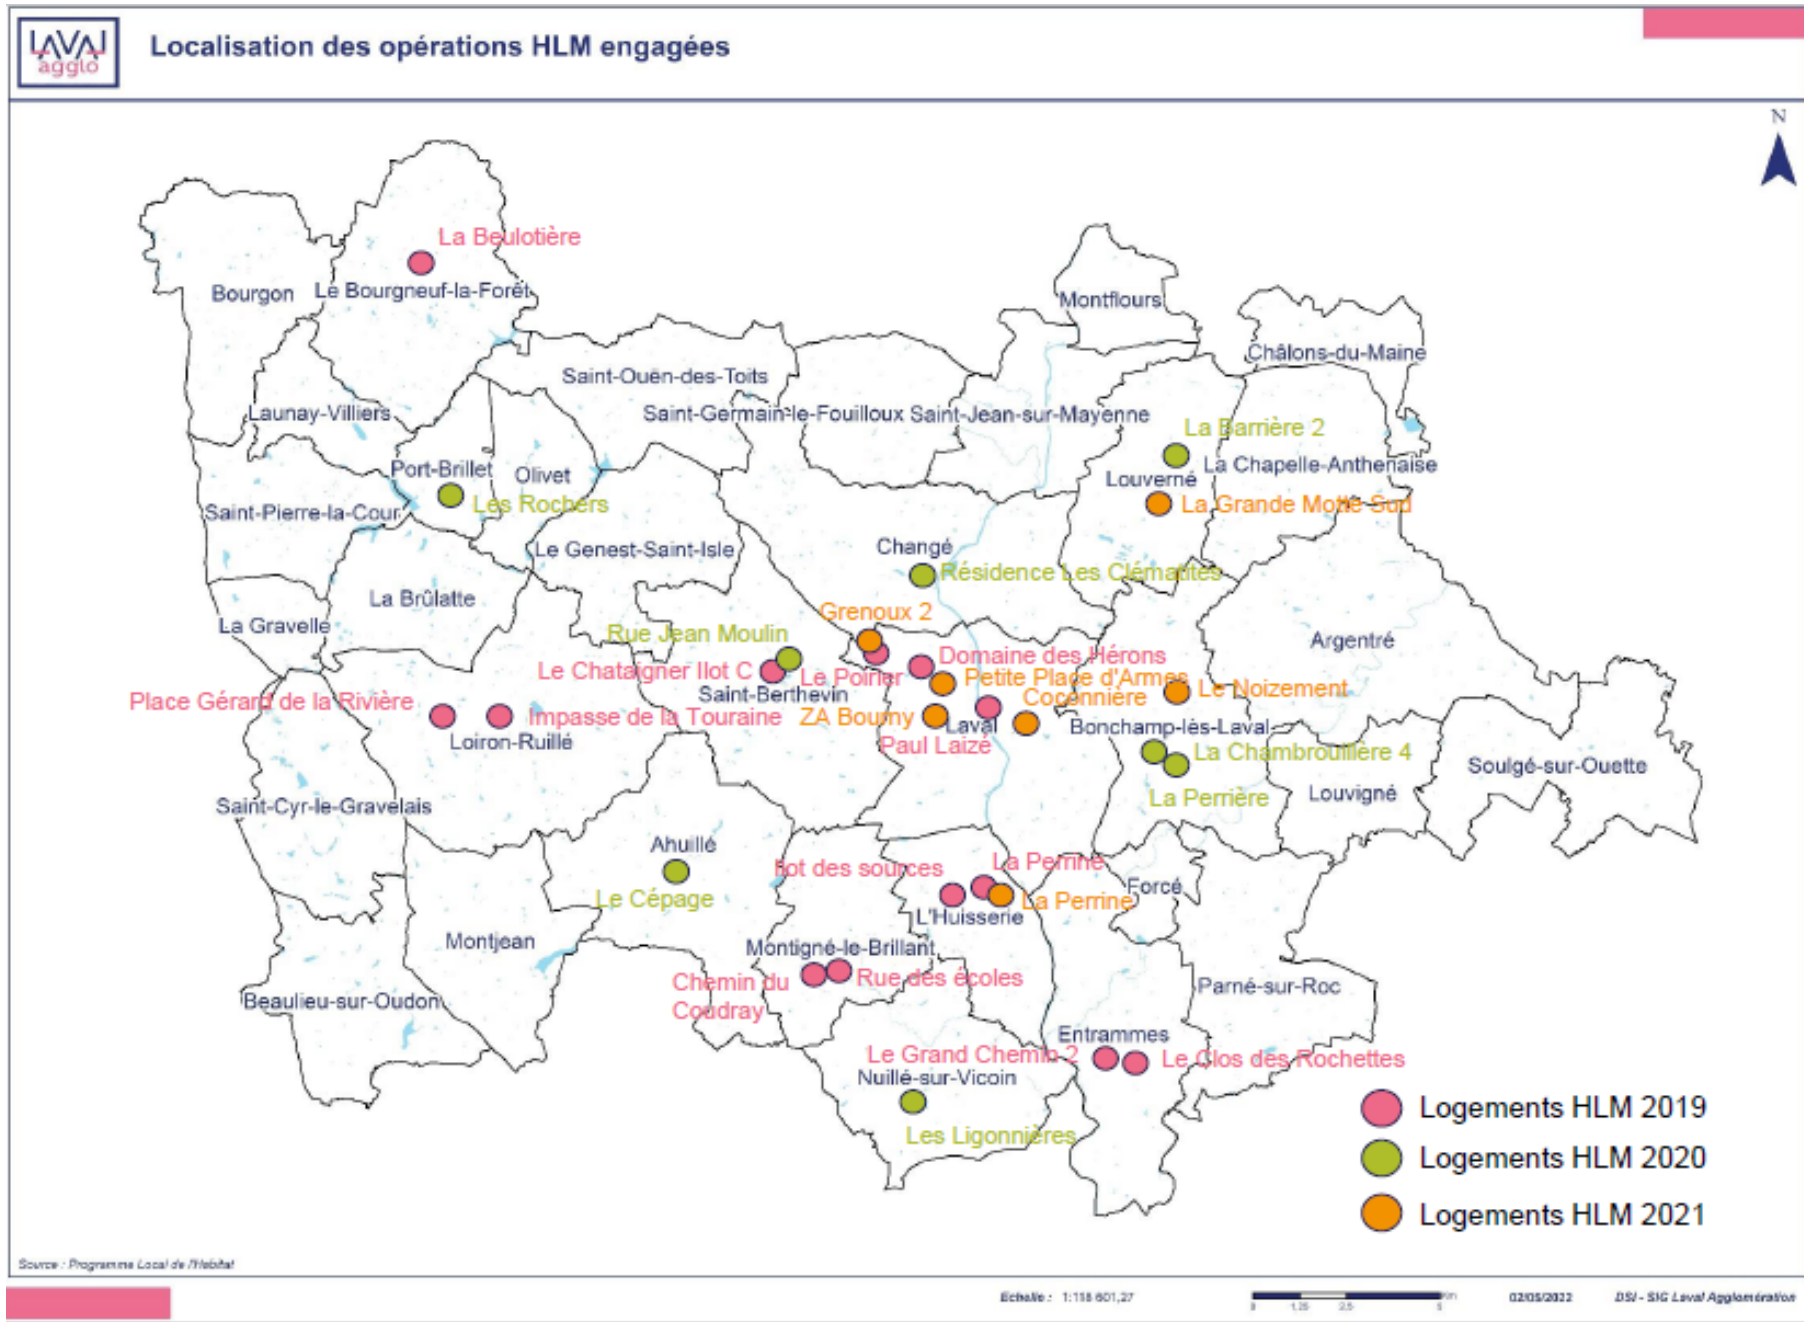 LAVAL
agglo
Localisation des opérations HLM engagées
N
La Beulotière
Bourgon
Le Bourgneuf-la-Forêt
Montflours
Châlons-du-Maine
Saint-Ouën-des-Toits
Launay-Villiers
Saint-Germain-le-Fouilloux
Saint-Jean-sur-Mayenne
La Barrière 2
Port-Brillet
Olivet
Louverné
La Chapelle-Anthenaise
Les Rochers
La Grande Motte Sud
Saint-Pierre-la-Cour
Le Genest-Saint-Isle
Changé
Résidence Les Clématites
La Brûlatte
Grenoux 2
La Gravelle
Rue Jean Moulin
Argentré
Domaine des Hérons
Le Chataigner Ilot C
Le Poirier
Petite Place d'Armes
Saint-Berthevin
Coconnière
Le Noizement
Place Gérard de la Rivière
Impasse de la Touraine
ZA Bourny
Laval
Bonchamp-lès-Laval
Loiron-Ruillé
Paul Laizé
La Chambrouillère 4
Soulgé-sur-Ouette
La Perrière
Louvigné
Saint-Cyr-le-Gravelais
Ahuillé
Ilot des sources
La Perrine
Forcé
Le Cépage
La Perrine
L'Huisserie
Montjean
Montigné-le-Brillant
Chemin du
Coudray
Rue des écoles
Parné-sur-Roc
Beaulieu-sur-Oudon
Entrammes
Le Grand Chemin 2
Le Clos des Rochettes
Nuillé-sur-Vicoin
Les Ligonnières
Logements HLM 2019
Logements HLM 2020
Logements HLM 2021
Source : Programme Local de l'Habitat
Echelle : 1:118 601,27
0 1,25 2,5 5
Km
02/05/2022
DSI - SIG Laval Agglomération